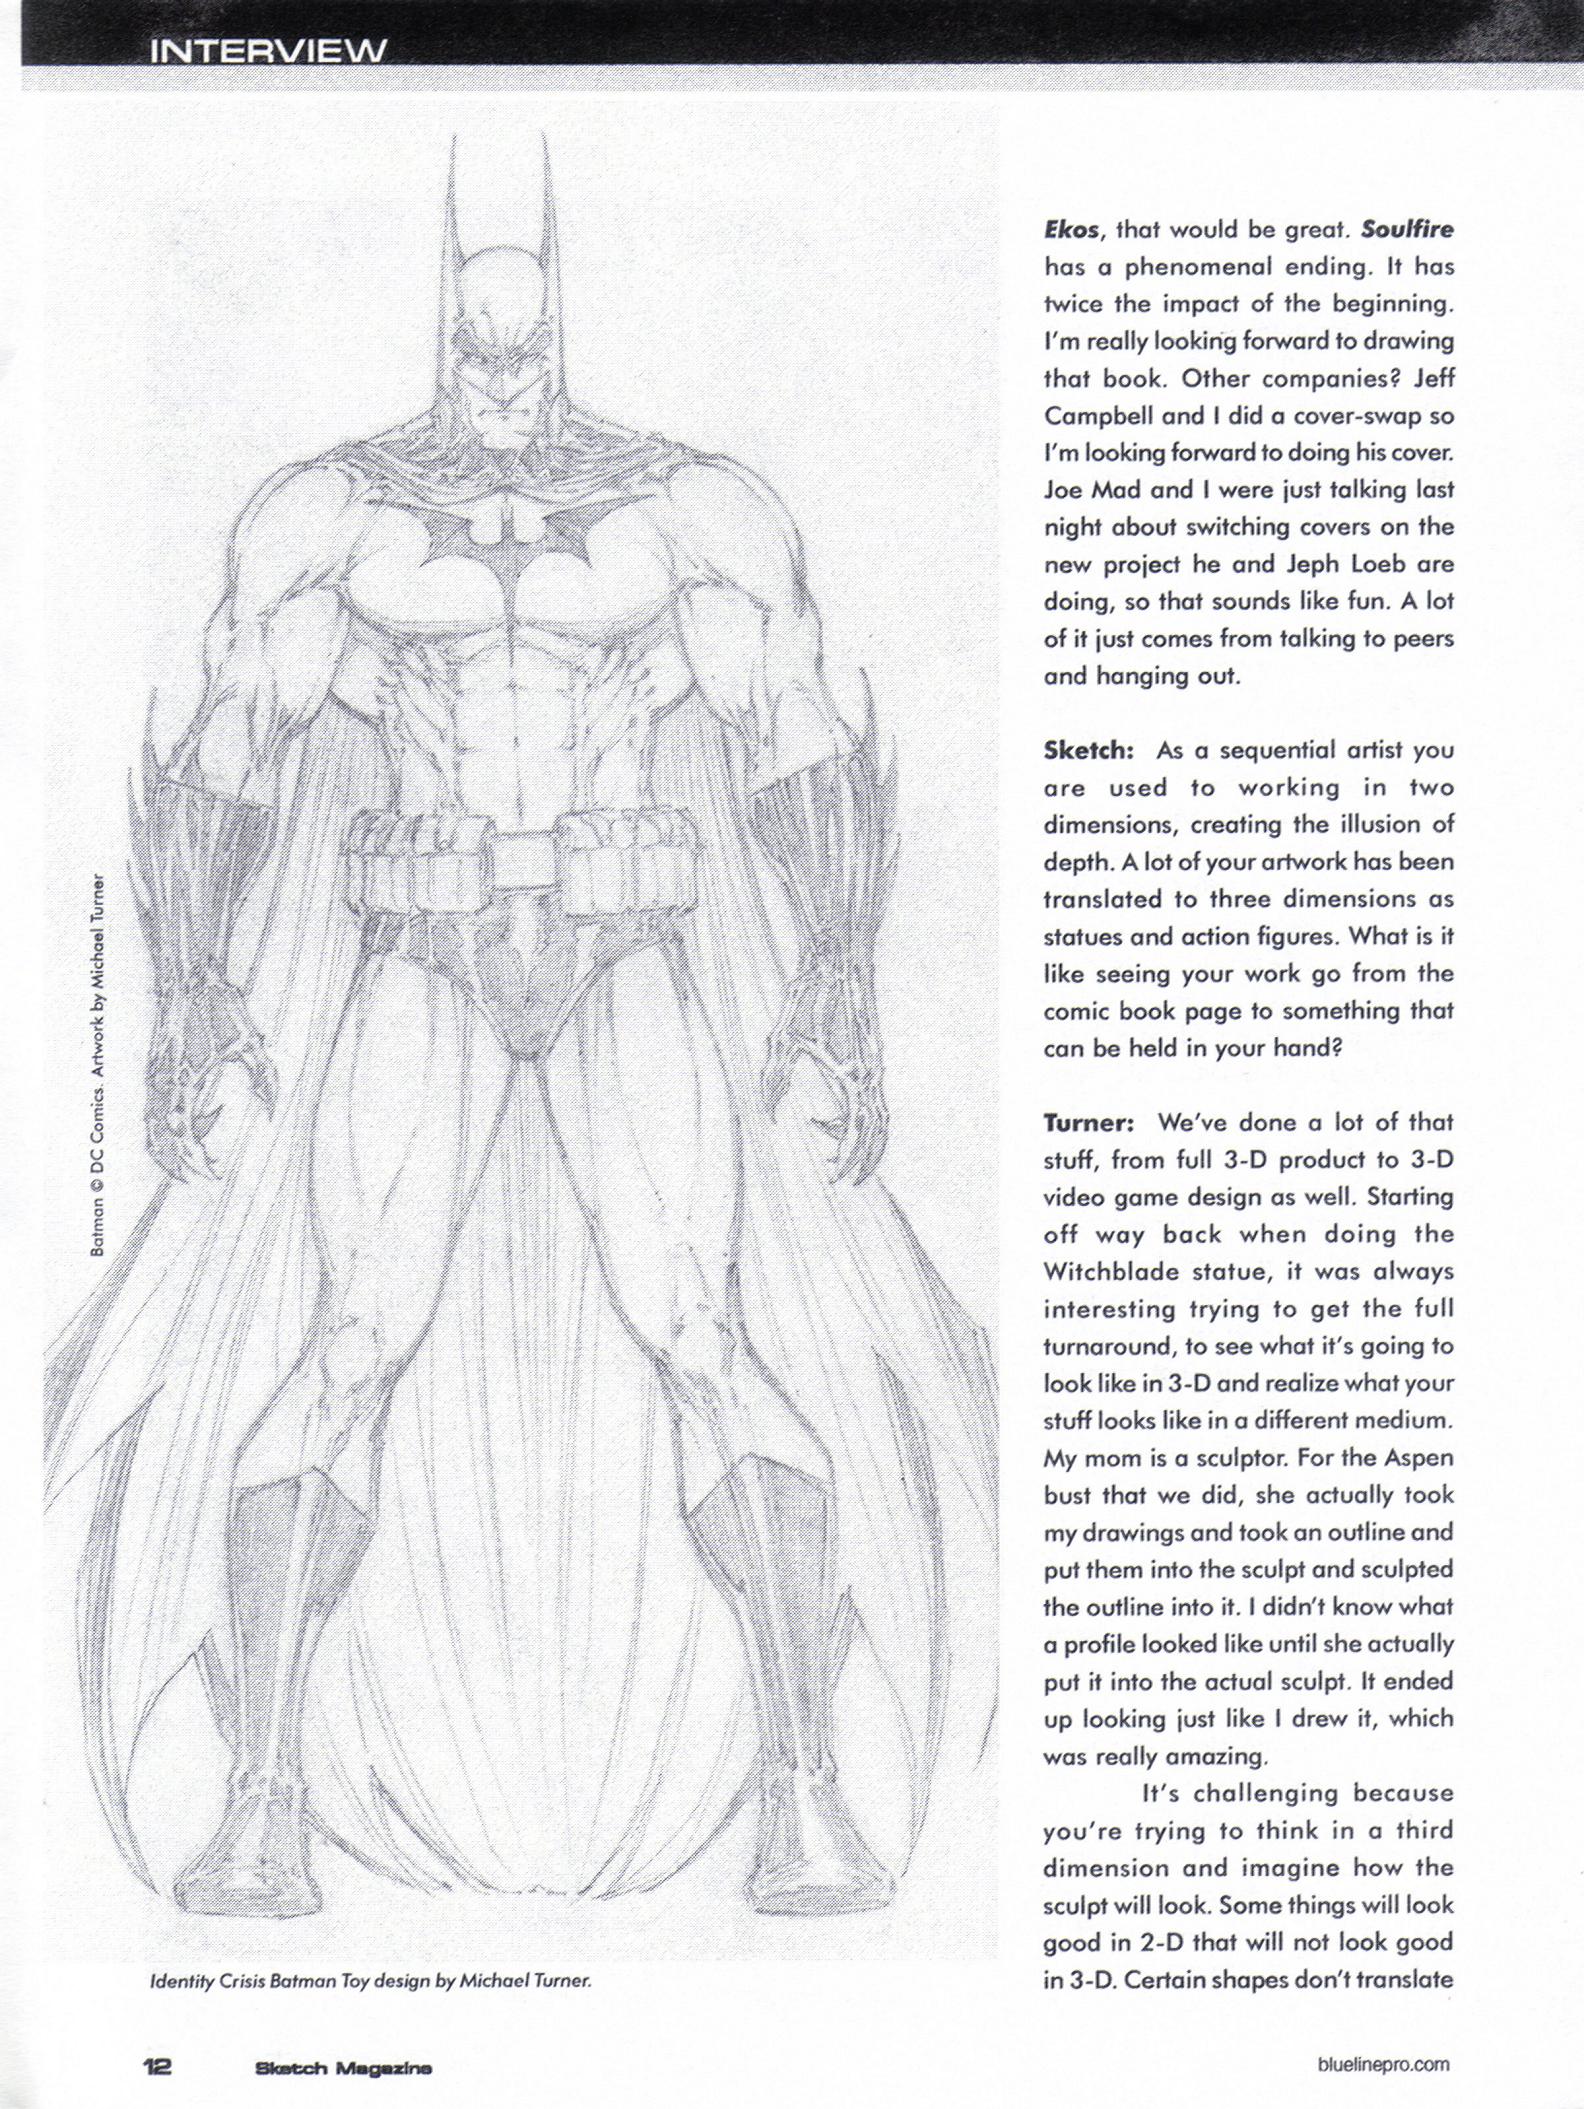 INTERVIEW
Ekos, that would be great. Soulfire
has a phenomenal ending. It has
twice the impact of the beginning.
I'm really looking forward to drawing
that book. Other companies? Jeff
Campbell and I did a cover-swap so
I'm looking forward to doing his cover.
Joe Mad and I were just talking last
night about switching covers on the
new project he and Jeph Loeb are
doing, so that sounds like fun. A lot
of it just comes from talking to peers
and hanging out.
Sketch: As a sequential artist you
are used to working in two
dimensions, creating the illusion of
depth. A lot of your artwork has been
translated to three dimensions as
statues and action figures. What is it
like seeing your work go from the
comic book page to something that
can be held in your hand?
Turner: We've done a lot of that
stuff, from full 3-D product to 3-D
video game design as well. Starting
off way back when doing the
Witchblade statue, it was always
interesting trying to get the full
turnaround, to see what it's going to
look like in 3-D and realize what your
stuff looks like in a different medium.
My mom is a sculptor. For the Aspen
bust that we did, she actually took
my drawings and took an outline and
put them into the sculpt and sculpted
the outline into it. I didn't know what
a profile looked like until she actually
put it into the actual sculpt. It ended
up looking just like I drew it, which
was really amazing.
It's challenging because
you're trying to think in a third
dimension and imagine how the
sculpt will look. Some things will look
good in 2-D that will not look good
in 3-D. Certain shapes don't translate
Batman © DC Comics. Artwork by Michael Turner
Identity Crisis Batman Toy design by Michael Turner.
12 Sketch Magazine
bluelinepro.com